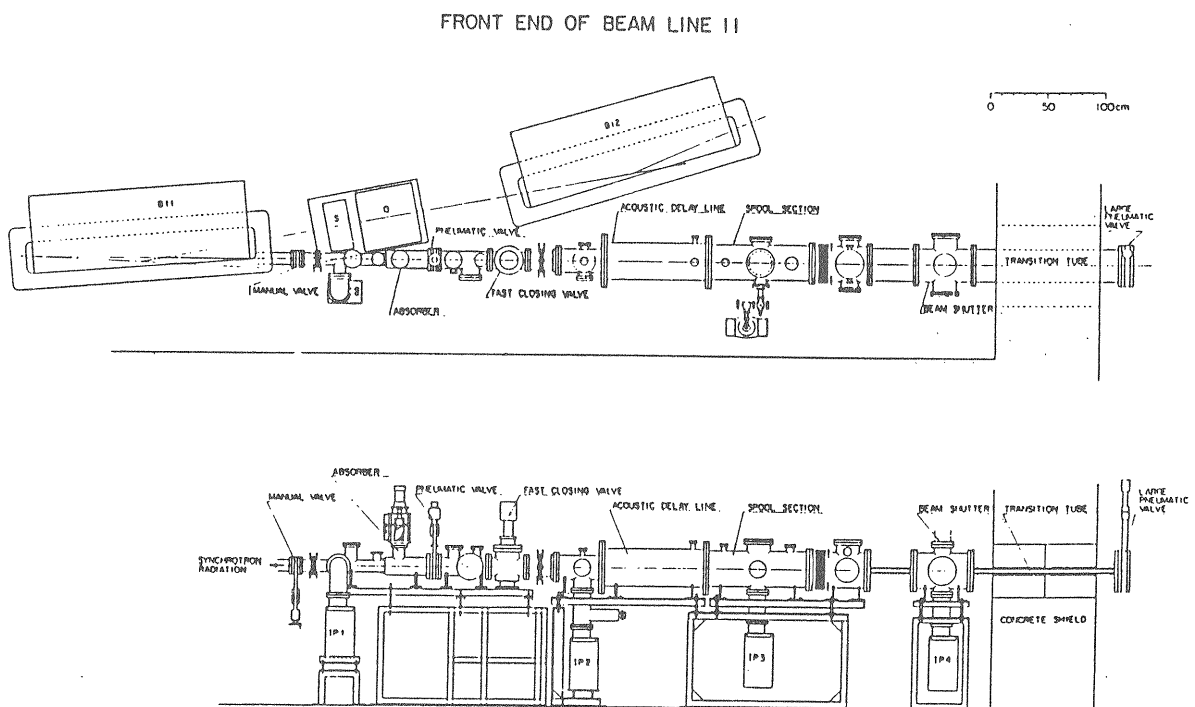 FRONT END OF BEAM LINE 11
0 50 100cm
B12
B11
S
Q
ACOUSTIC DELAY LINE
SPOOL SECTION
LARGE
PNEUMATIC
VALVE
PNEUMATIC VALVE
TRANSITION TUBE
MANUAL VALVE
FAST CLOSING VALVE
ABSORBER
BEAM SHUTTER
ABSORBER
MANUAL VALVE
PNEUMATIC VALVE
FAST CLOSING VALVE
ACOUSTIC DELAY LINE
SPOOL SECTION
BEAM SHUTTER
TRANSITION TUBE
LARGE
PNEUMATIC
VALVE
SYNCHROTRON
RADIATION
CONCRETE SHIELD
IP1
IP2
IP3
IP4